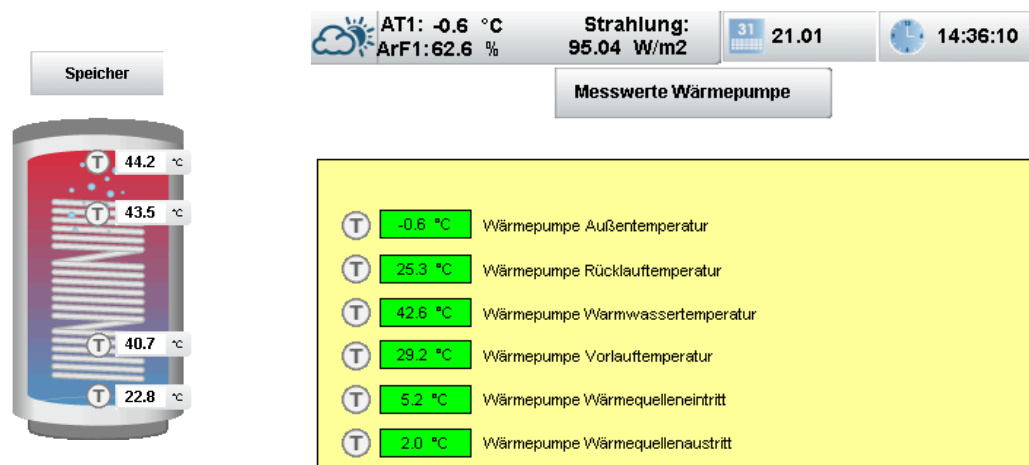 AT1: -0.6 °C
ArF1:62.6 %
Strahlung:
95.04 W/m2
31
21.01
14:36:10
Speicher
Messwerte Wärmepumpe
T 44.2 °C
T 43.5 °C
T 40.7 °C
T 22.8 °C
T -0.6 °C Wärmepumpe Außentemperatur
T 25.3 °C Wärmepumpe Rücklauftemperatur
T 42.6 °C Wärmepumpe Warmwassertemperatur
T 29.2 °C Wärmepumpe Vorlauftemperatur
T 5.2 °C Wärmepumpe Wärmequelleneintritt
T 2.0 °C Wärmepumpe Wärmequellenaustritt